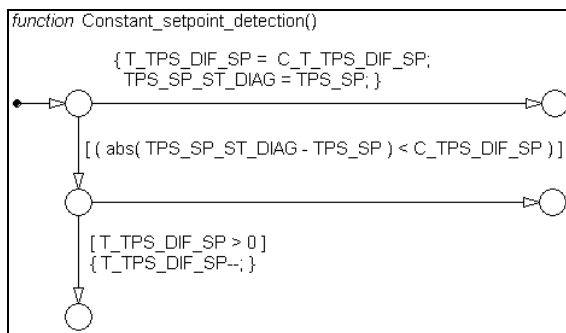 function Constant_setpoint_detection()
{ T_TPS_DIF_SP = C_T_TPS_DIF_SP;
TPS_SP_ST_DIAG = TPS_SP; }
[ ( abs( TPS_SP_ST_DIAG - TPS_SP ) < C_TPS_DIF_SP ) ]
[ T_TPS_DIF_SP > 0 ]
{ T_TPS_DIF_SP--; }